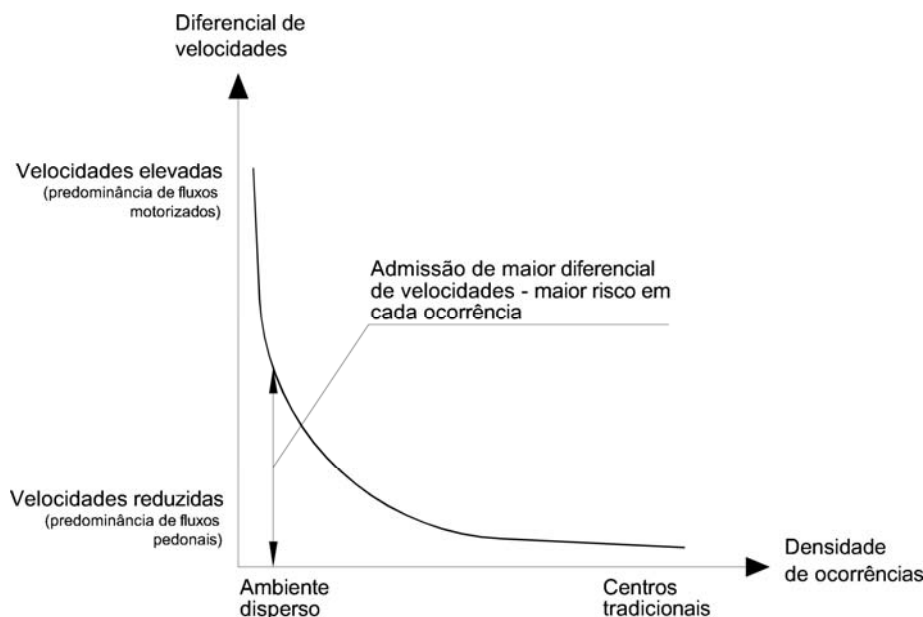 Diferencial de
velocidades
Velocidades elevadas
(predominância de fluxos
motorizados)
Admissão de maior diferencial
de velocidades - maior risco em
cada ocorrência
Velocidades reduzidas
(predominância de fluxos
pedonais)
Densidade
de ocorrências
Ambiente
disperso
Centros
tradicionais